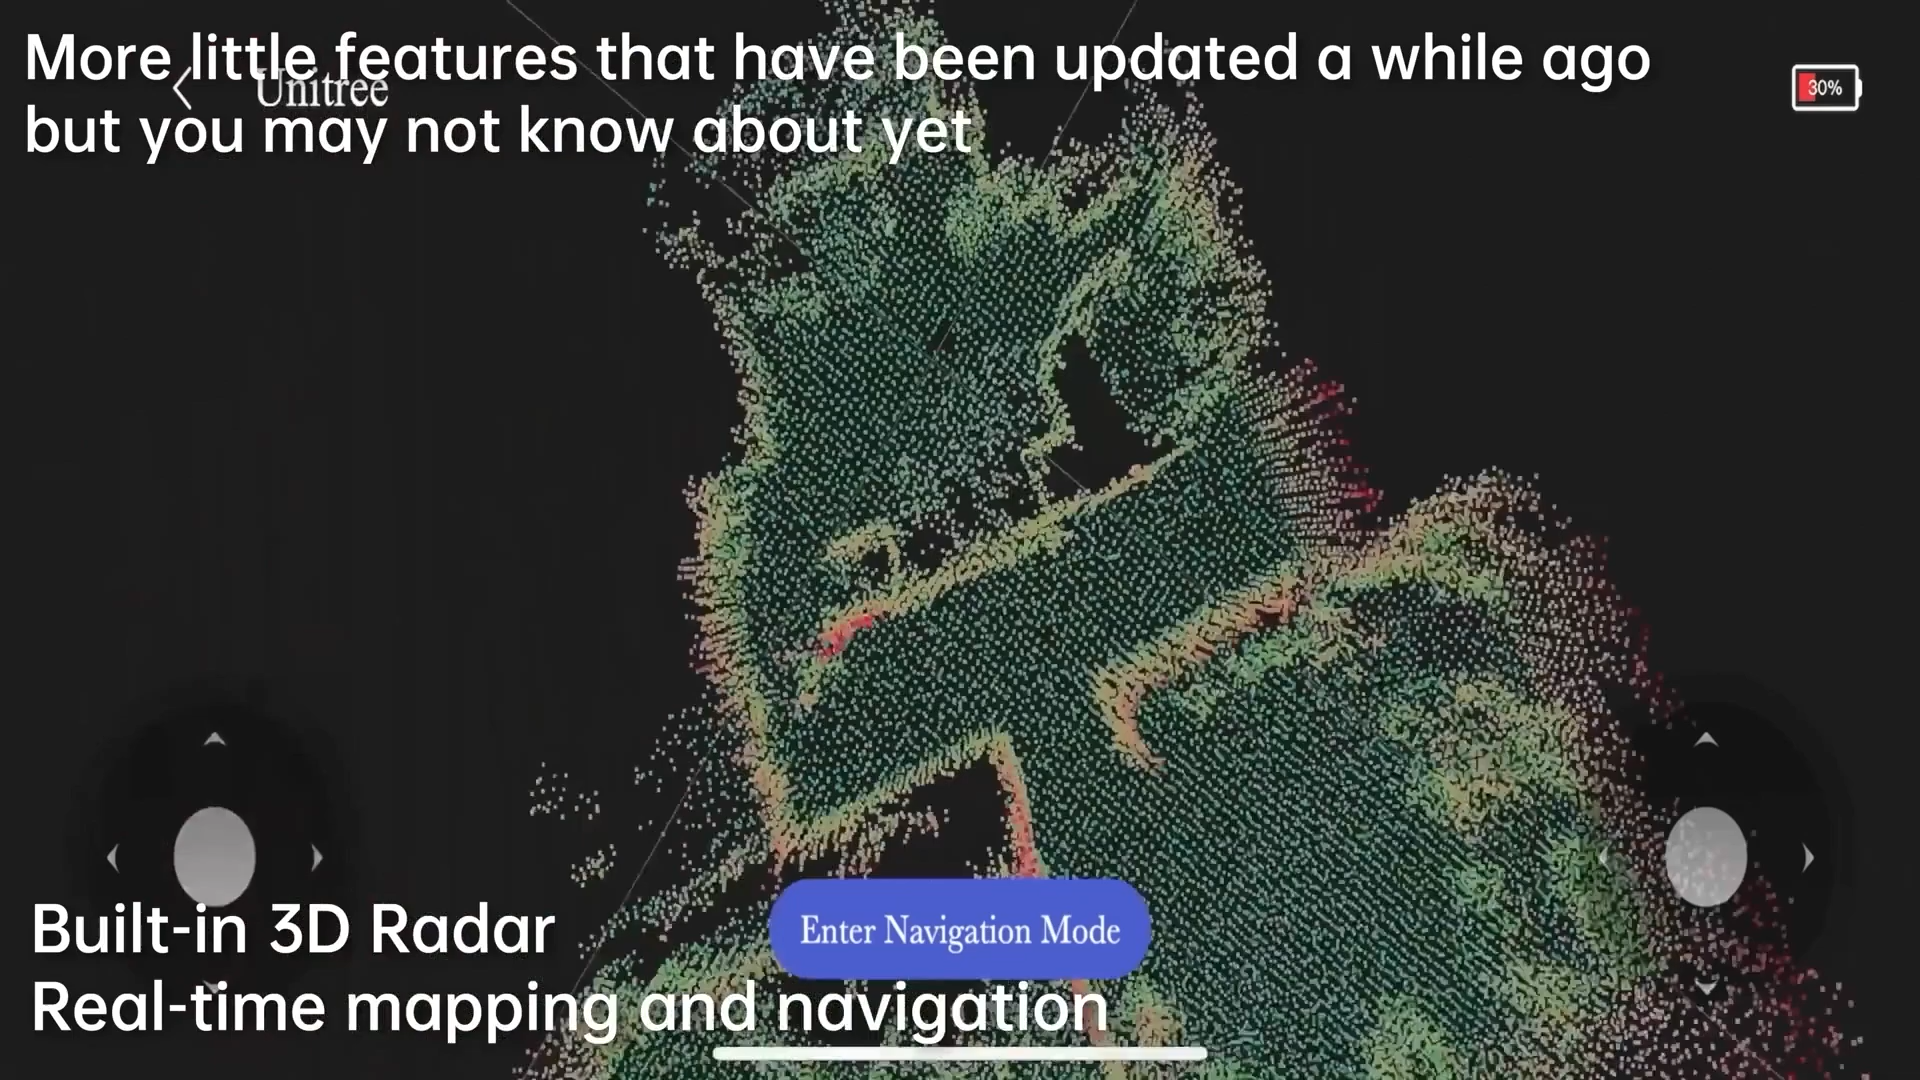 More little features that have been updated a while ago
but you may not know about yet
Unitree
30%
Enter Navigation Mode
Built-in 3D Radar
Real-time mapping and navigation